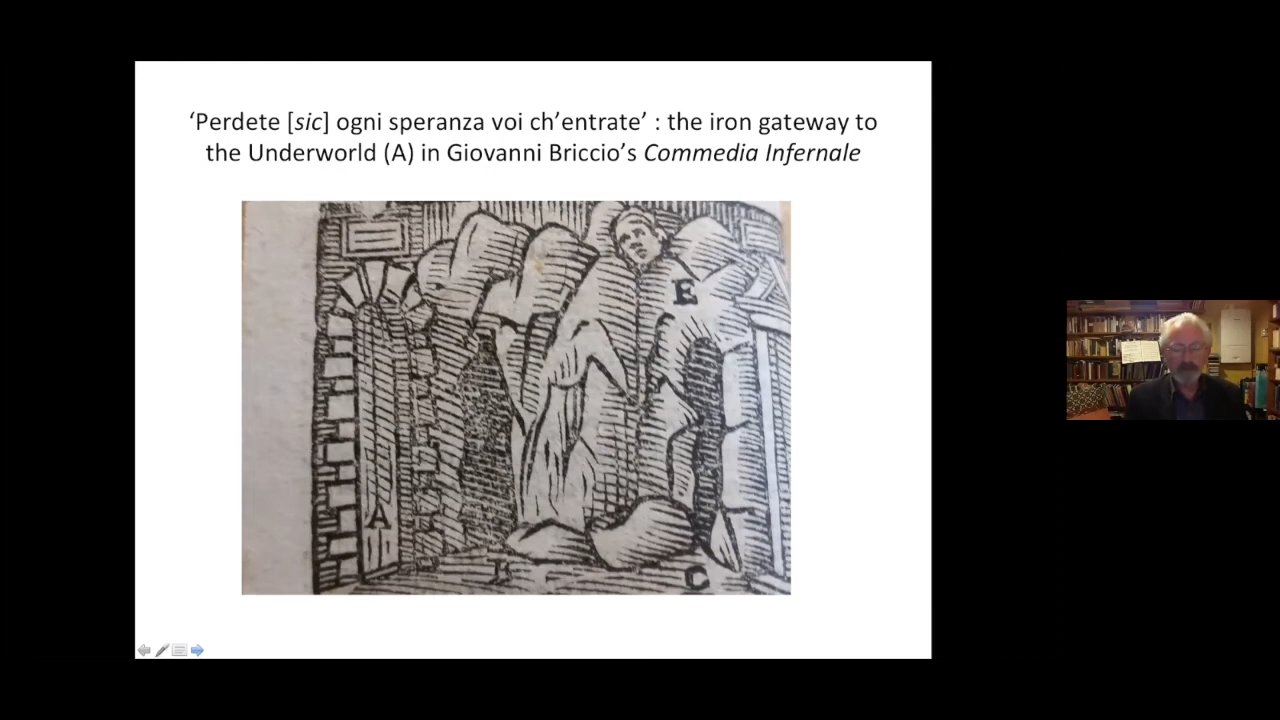 ‘Perdete [sic] ogni speranza voi ch’entrate’ : the iron gateway to
the Underworld (A) in Giovanni Briccio’s Commedia Infernale
E
A
B
C